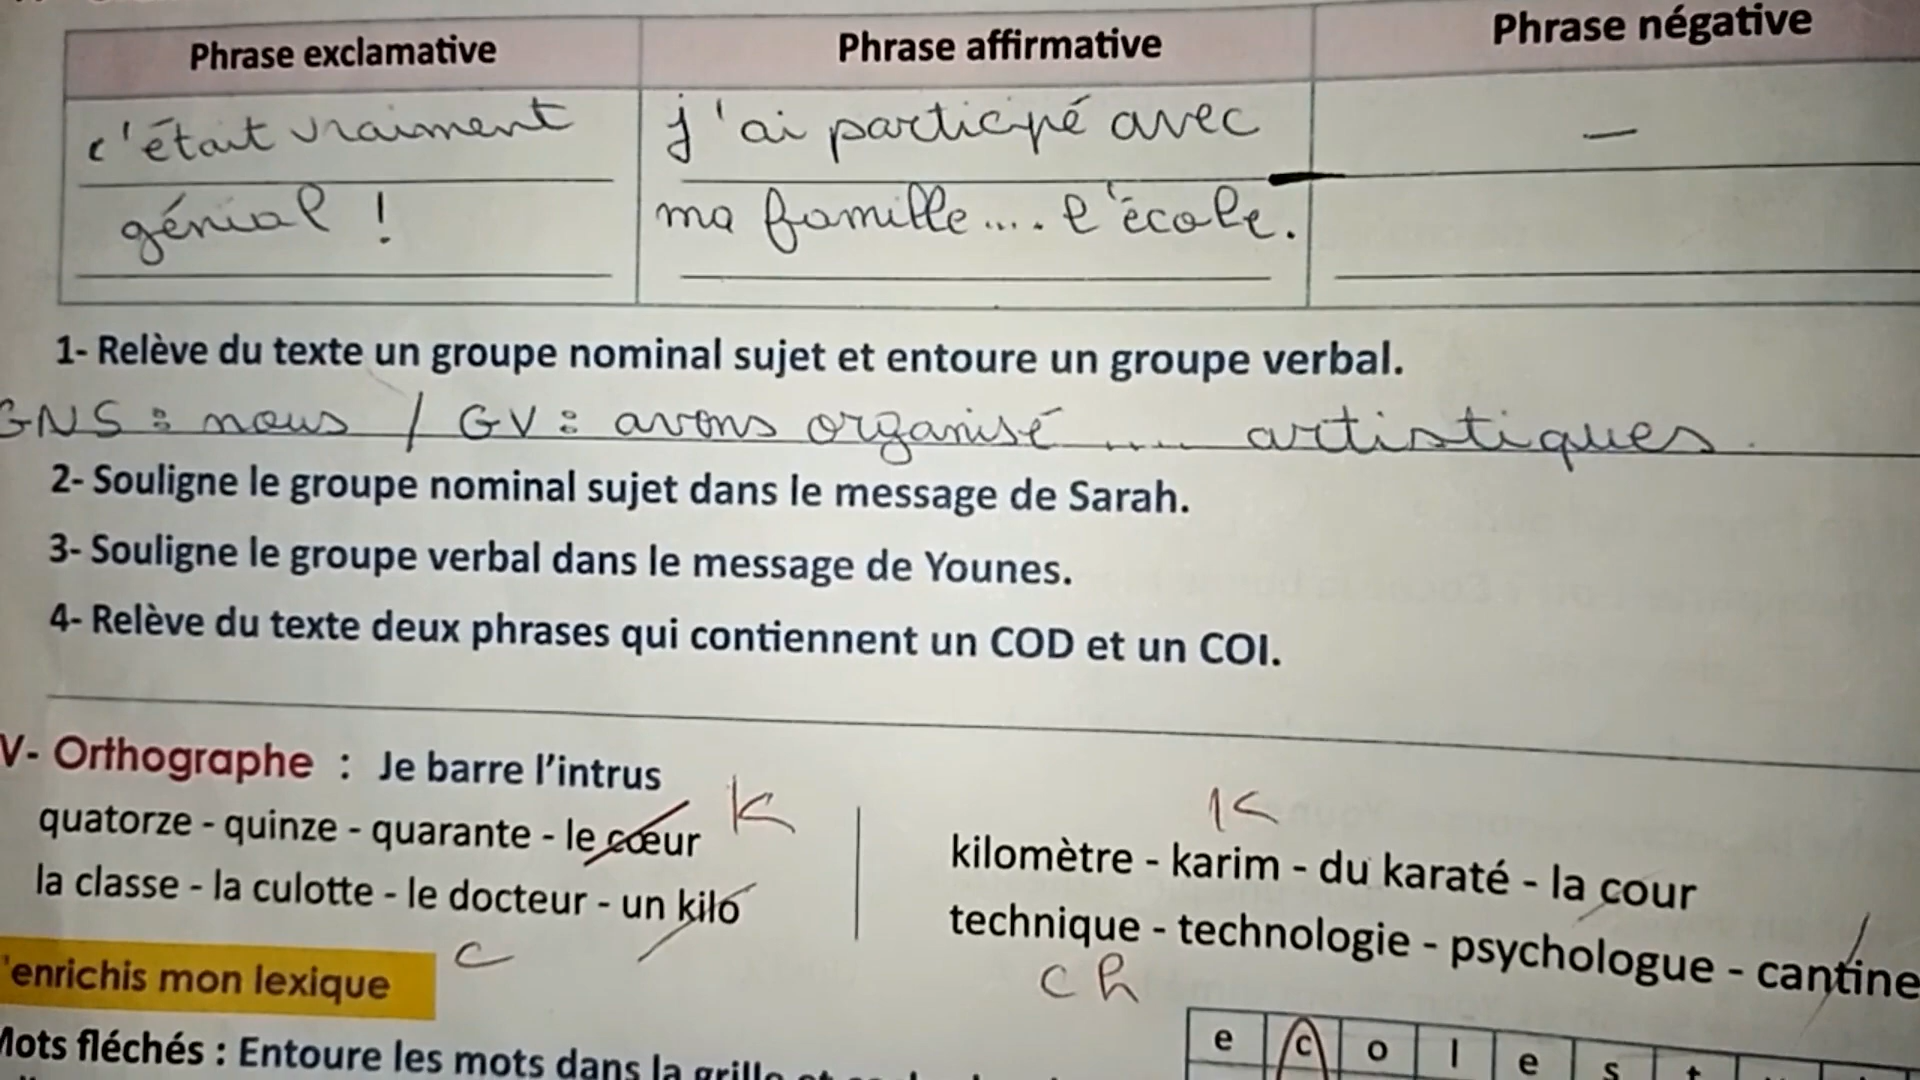 Phrase exclamative Phrase affirmative Phrase négative
c'était vraiment j'ai participé avec —
génial ! ma famille .... l'école.
1- Relève du texte un groupe nominal sujet et entoure un groupe verbal.
GNS : nous / GV : avons organisé .... artistiques.
2- Souligne le groupe nominal sujet dans le message de Sarah.
3- Souligne le groupe verbal dans le message de Younes.
4- Relève du texte deux phrases qui contiennent un COD et un COI.
V- Orthographe : Je barre l'intrus
K K
quatorze - quinze - quarante - le cœur kilomètre - karim - du karaté - la cour
la classe - la culotte - le docteur - un kilo technique - technologie - psychologue - cantine
c ch
'enrichis mon lexique
Mots fléchés : Entoure les mots dans la grille
e c o l e s t